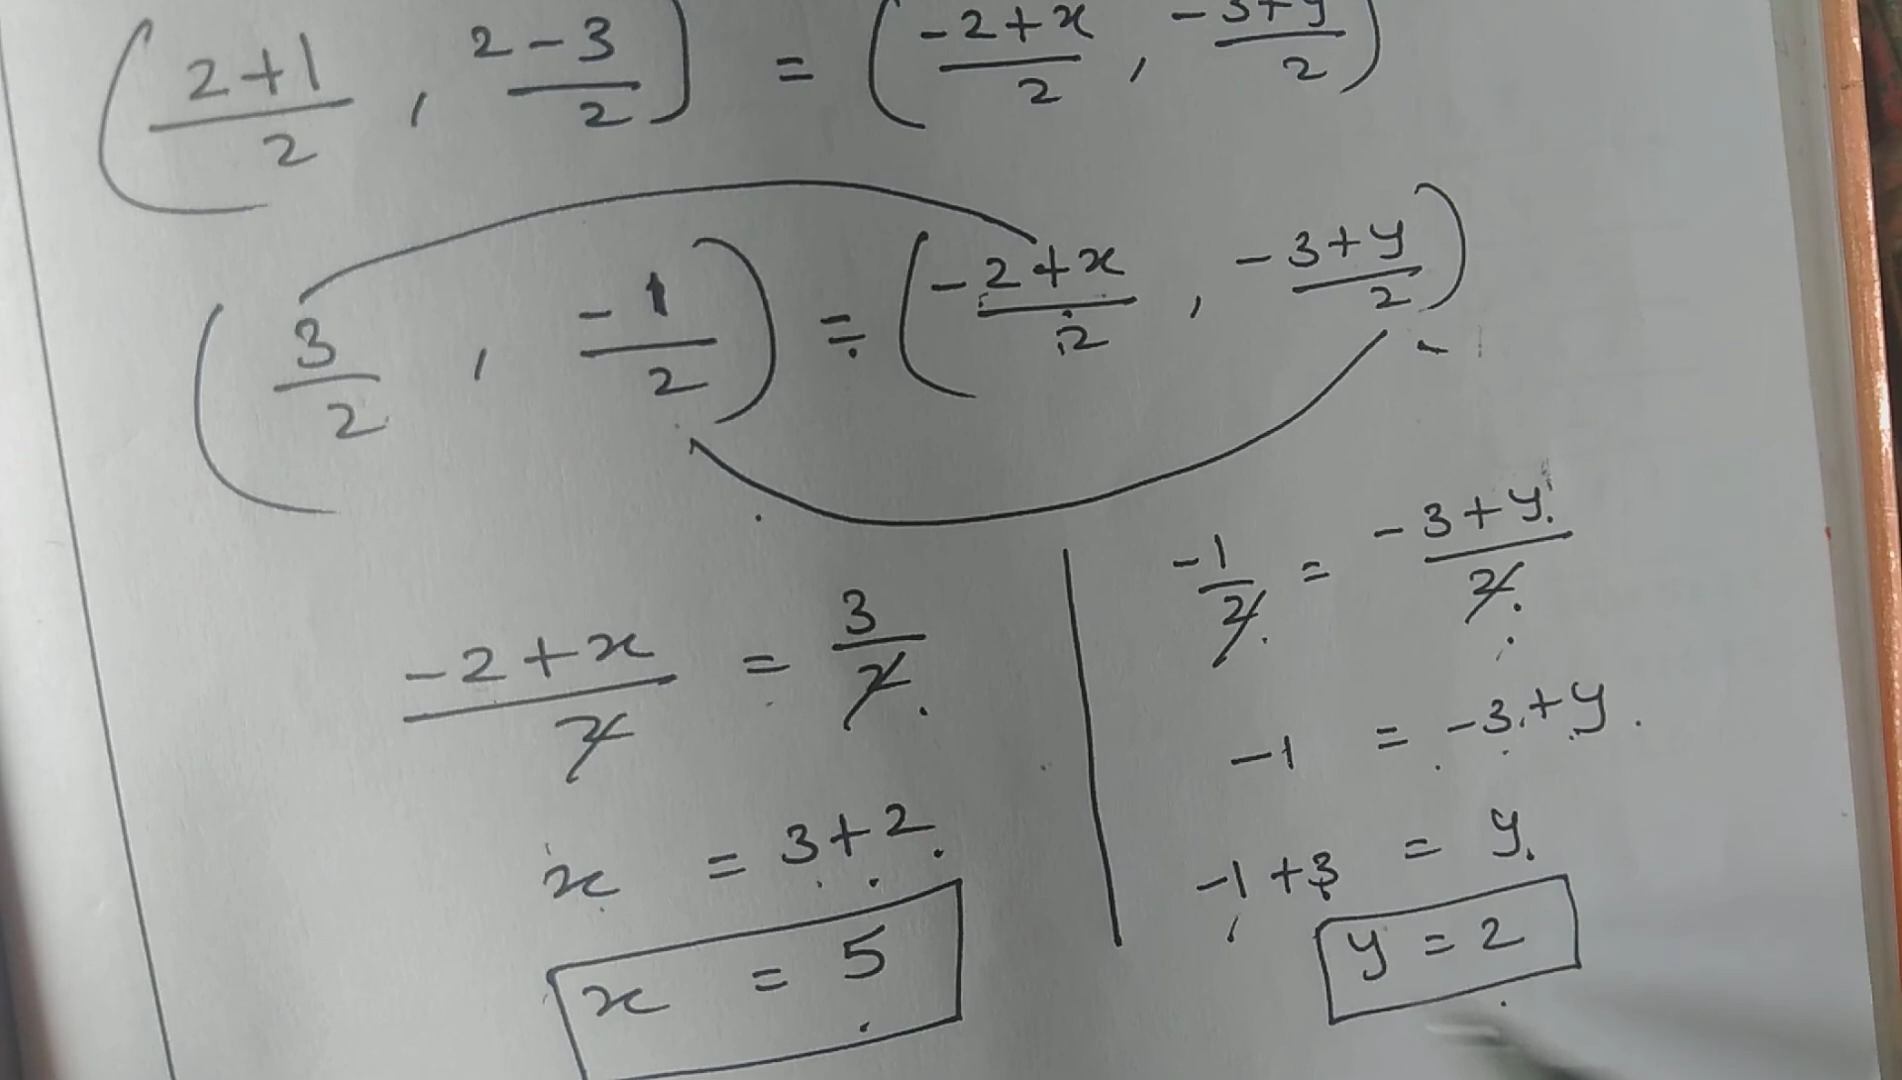 (2+1/2, 2-3/2) = (-2+x/2, -3+y/2)
(3/2, -1/2) = (-2+x/2, -3+y/2)
-2+x/2 = 3/2
x = 3+2
x = 5
-1/2 = -3+y/2
-1 = -3+y
-1+3 = y
y = 2